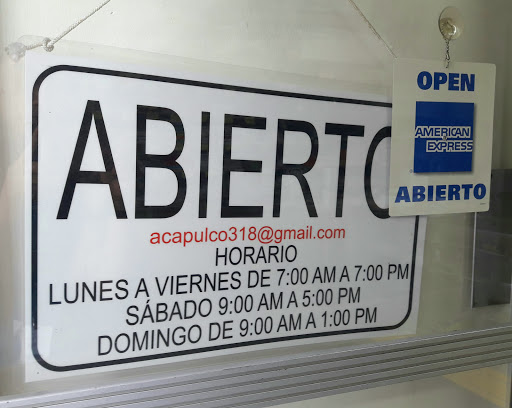 ABIERTO
acapulco318@gmail.com
HORARIO
LUNES A VIERNES DE 7:00 AM A 7:00 PM
SÁBADO 9:00 AM A 5:00 PM
DOMINGO DE 9:00 AM A 1:00 PM
OPEN
AMERICAN
EXPRESS
ABIERTO